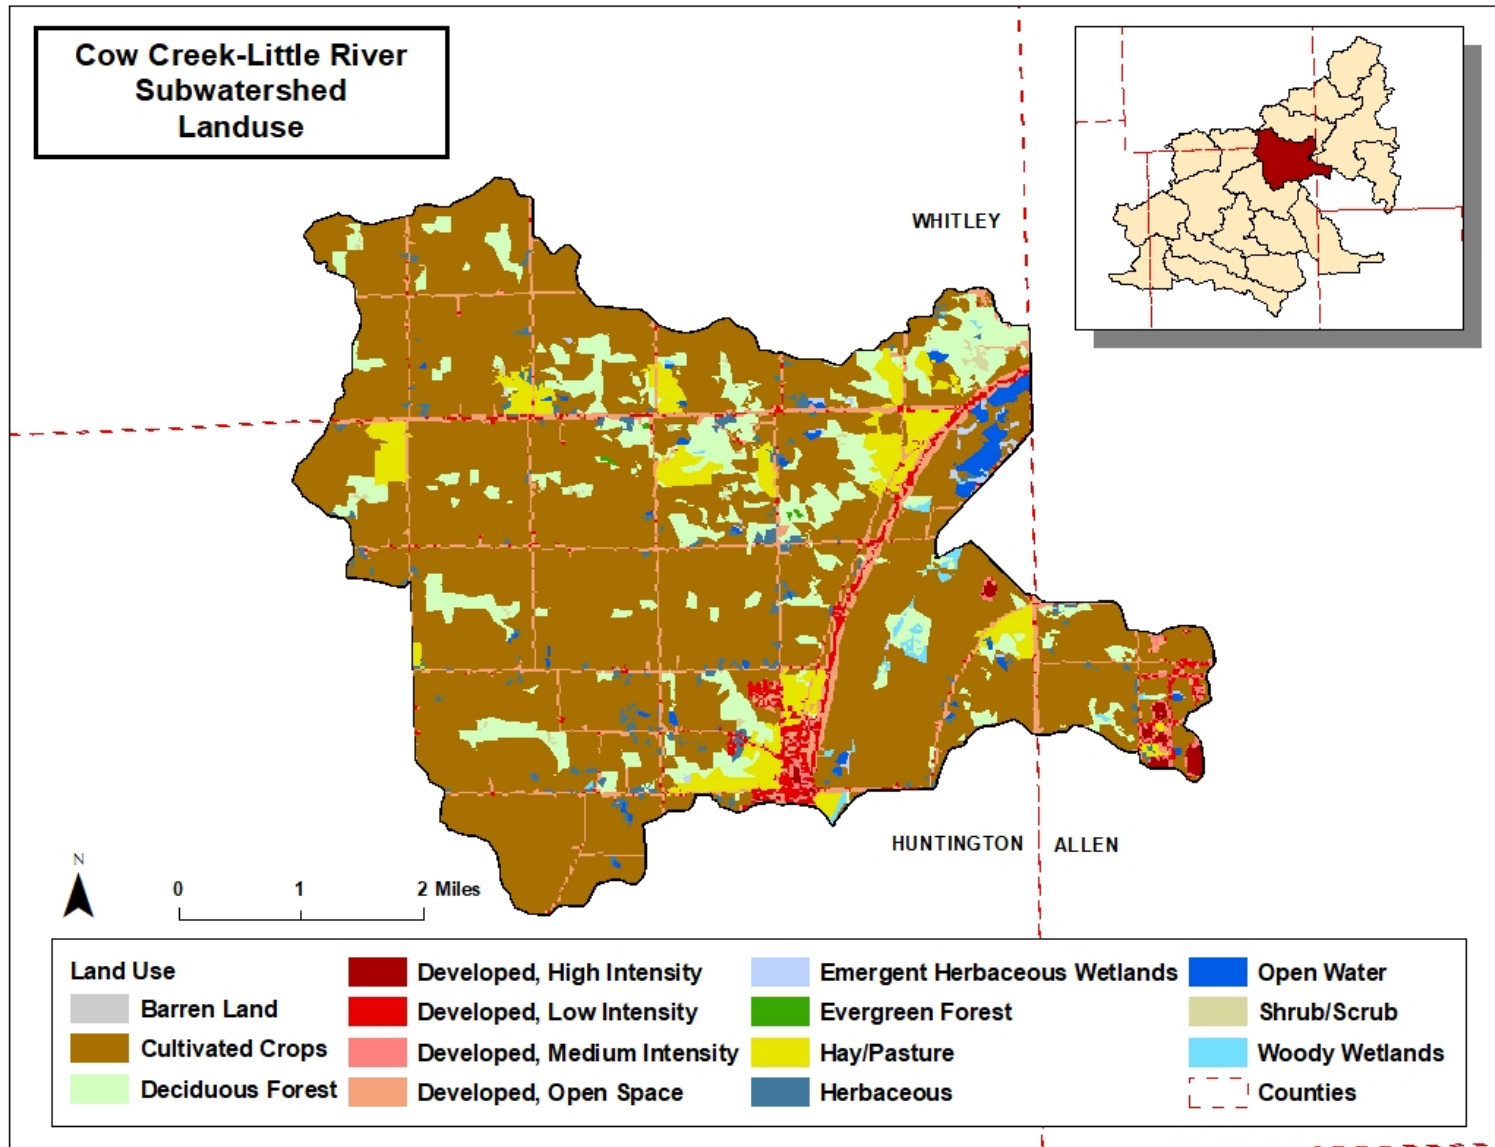 Cow Creek-Little River
Subwatershed
Landuse
WHITLEY
HUNTINGTON
ALLEN
N
0
1
2 Miles
Land Use
Barren Land
Cultivated Crops
Deciduous Forest
Developed, High Intensity
Developed, Low Intensity
Developed, Medium Intensity
Developed, Open Space
Emergent Herbaceous Wetlands
Evergreen Forest
Hay/Pasture
Herbaceous
Open Water
Shrub/Scrub
Woody Wetlands
Counties